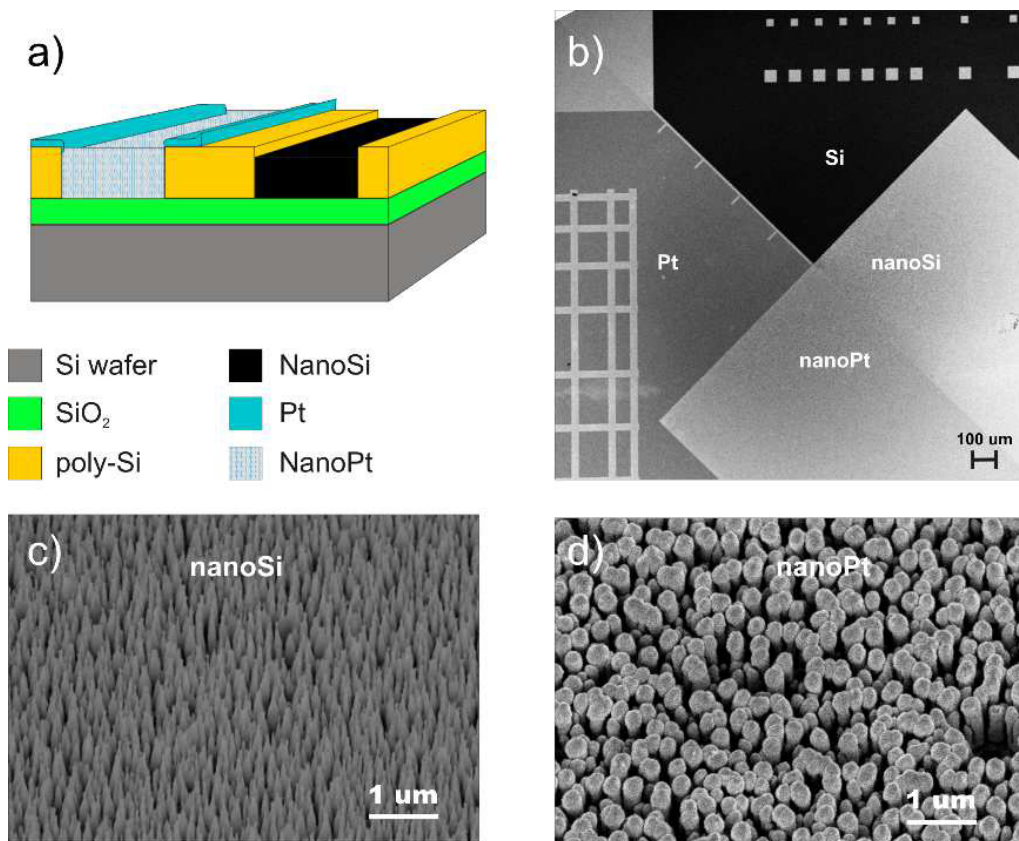 a)
Si wafer
NanoSi
SiO₂
Pt
poly-Si
NanoPt
b)
Si
Pt
nanoSi
nanoPt
100 um
c)
nanoSi
1 um
d)
nanoPt
1 um